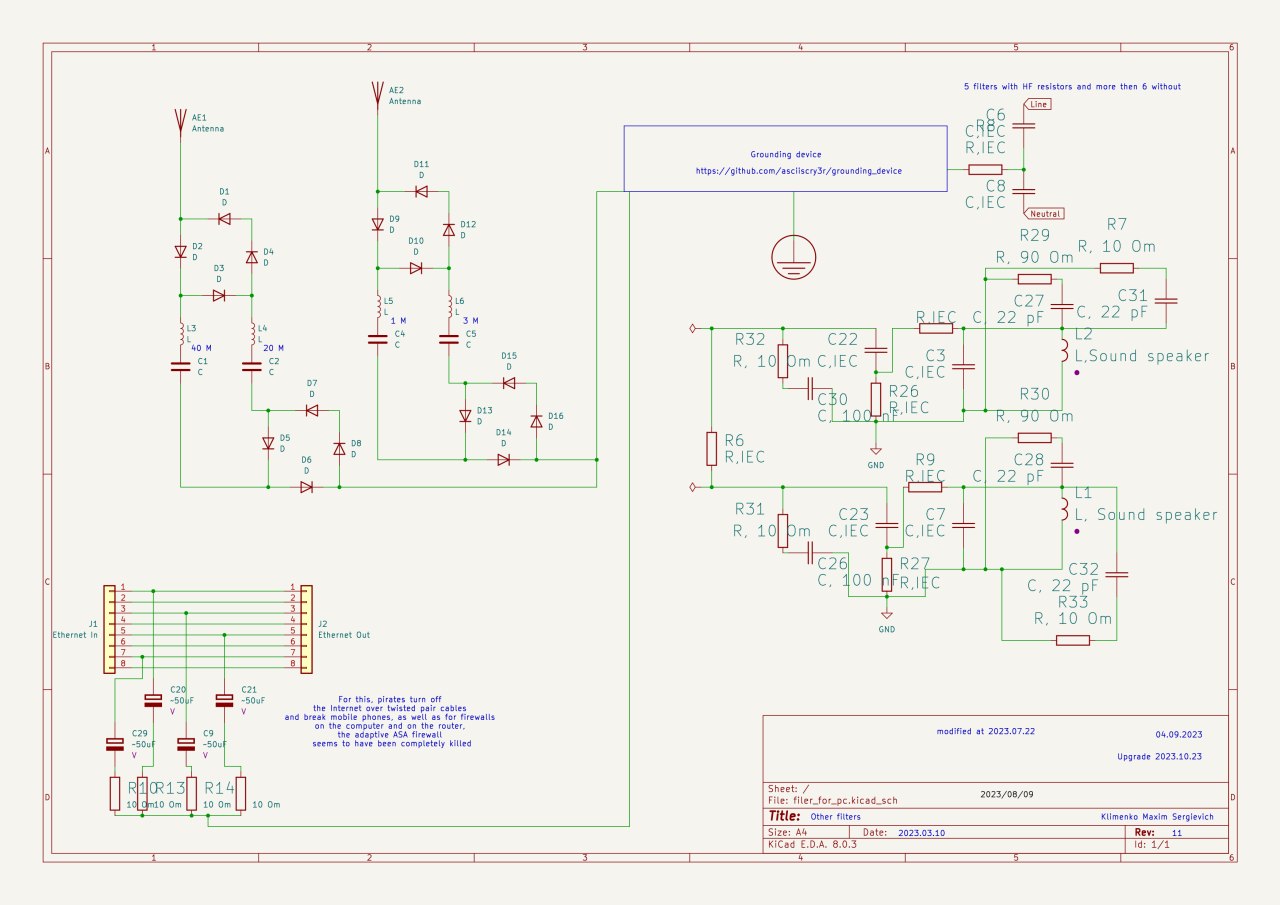 1 2 3 4 5 6
A
B
C
D
AE1
Antenna
AE2
Antenna
D1
D
D2
D
D3
D
D4
D
L3
L
40 M
L4
L
20 M
C1
C
C2
C
D7
D
D5
D
D8
D
D6
D
D11
D
D9
D
D12
D
D10
D
L5
L
1 M
L6
L
3 M
C4
C
C5
C
D15
D
D13
D
D16
D
D14
D
Grounding device
https://github.com/asciiscry3r/grounding_device
5 filters with HF resistors and more then 6 without
Line
C6
C,IEC
R8
R,IEC
C8
C,IEC
Neutral
R29
R, 90 Om
R7
R, 10 Om
C27
C, 22 pF
C31
C, 22 pF
R,IEC
L2
L,Sound speaker
R32
R, 10 Om
C22
C,IEC
C3
C,IEC
C30
C, 100 nF
R26
R,IEC
GND
R30
R, 90 Om
R6
R,IEC
C28
C, 22 pF
R9
R,IEC
L1
L, Sound speaker
R31
R, 10 Om
C23
C,IEC
C7
C,IEC
C26
C, 100 nF
R27
R,IEC
GND
C32
C, 22 pF
R33
R, 10 Om
J1
Ethernet In
1
2
3
4
5
6
7
8
1
2
3
4
5
6
7
8
J2
Ethernet Out
C20
~50uF
V
C21
~50uF
V
C29
~50uF
V
C9
~50uF
V
R10
R13
R14
10 Om
10 Om
10 Om
10 Om
For this, pirates turn off
the Internet over twisted pair cables
and break mobile phones, as well as for firewalls
on the computer and on the router,
the adaptive ASA firewall
seems to have been completely killed
modified at 2023.07.22
04.09.2023
Upgrade 2023.10.23
Sheet: /
File: filer_for_pc.kicad_sch
2023/08/09
Title: Other filters
Klimenko Maxim Sergievich
Size: A4
Date: 2023.03.10
Rev: 11
KiCad E.D.A. 8.0.3
Id: 1/1
1 2 3 4 5 6
A
B
C
D